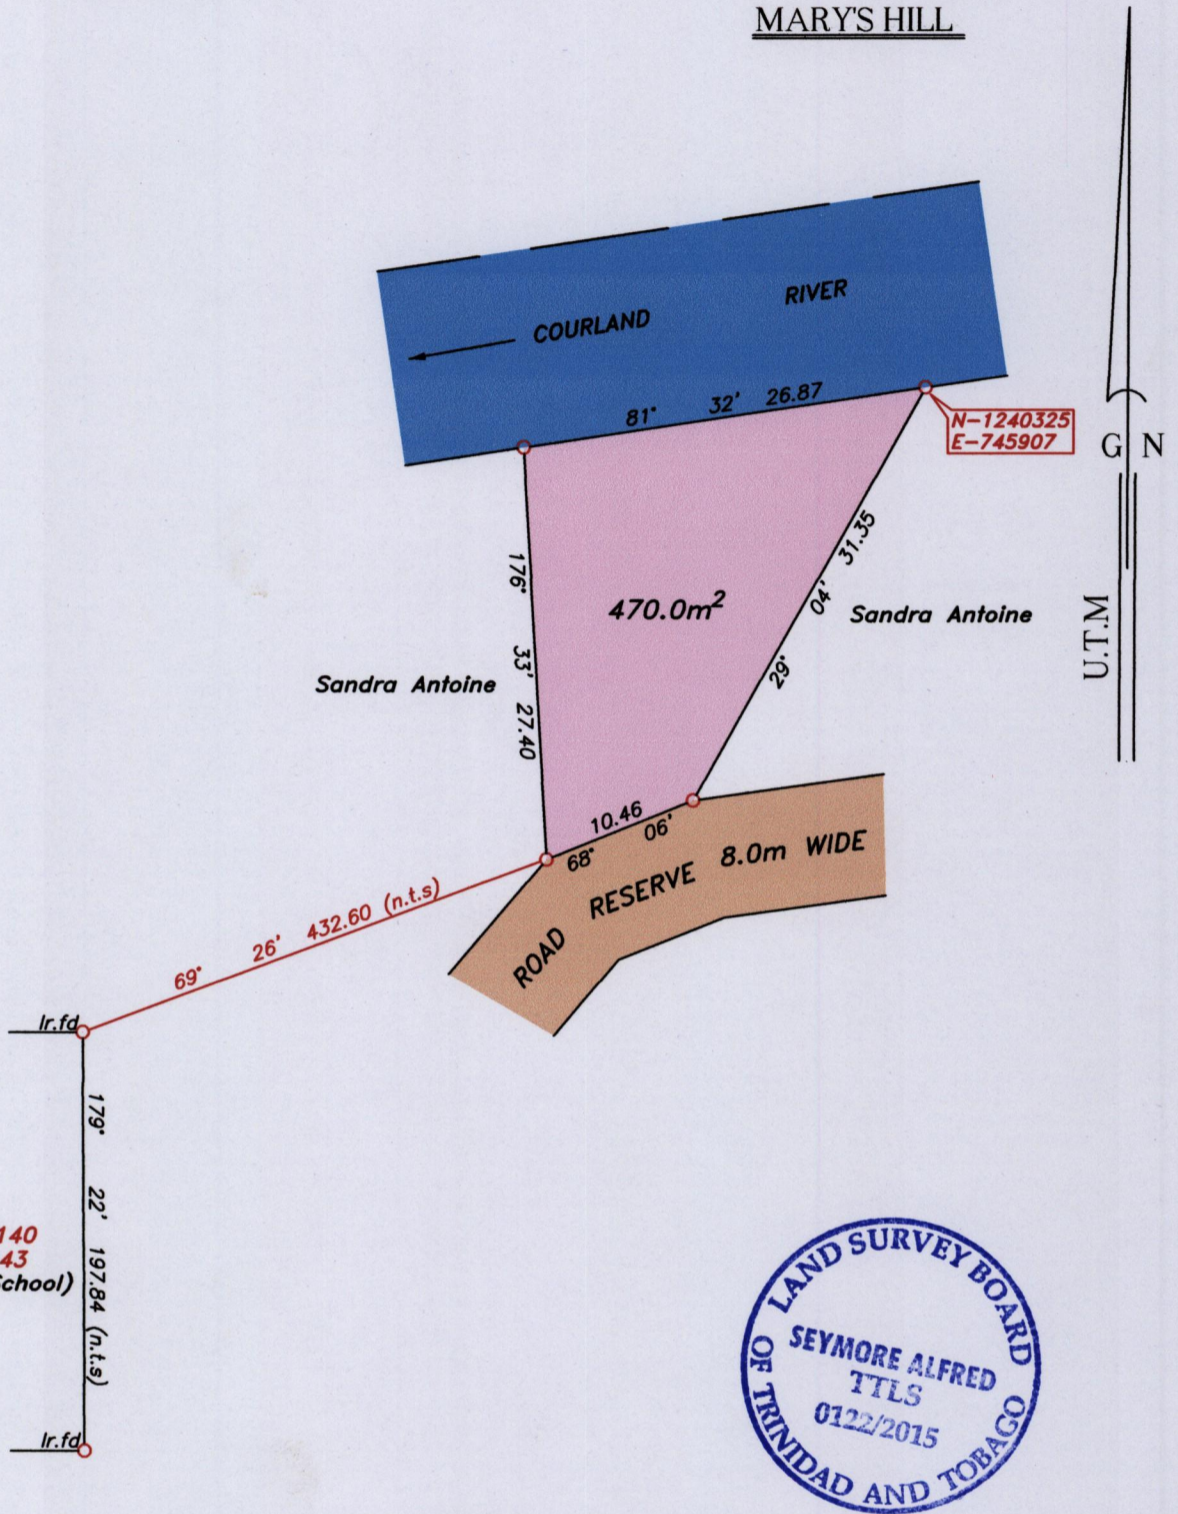 MARY'S HILL
COURLAND RIVER
81° 32' 26.87
N-1240325
E-745907
G N
U.T.M
176° 33' 27.40
470.0m²
29° 04' 31.35
Sandra Antoine
Sandra Antoine
10.46
68° 06'
ROAD RESERVE 8.0m WIDE
69° 26' 432.60 (n.t.s)
Ir.fd
179° 22' 197.84 (n.t.s)
140
43
School)
Ir.fd
LAND SURVEY BOARD
SEYMORE ALFRED
TTLS
0122/2015
OF TRINIDAD AND TOBAGO